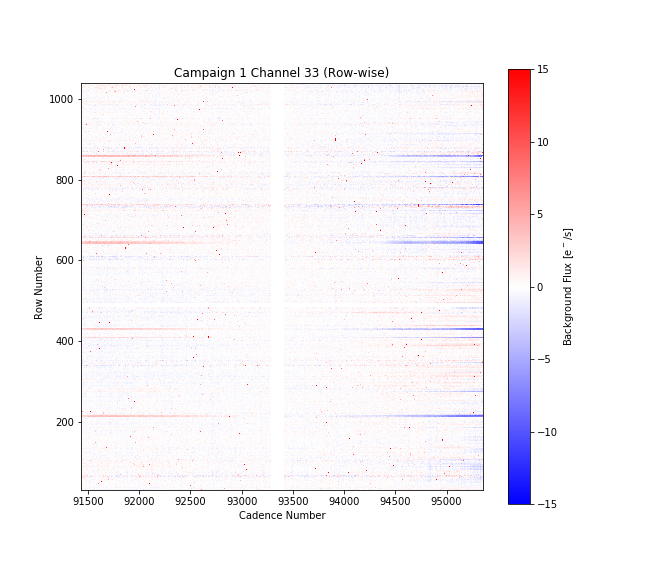 Campaign 1 Channel 33 (Row-wise)
1000
800
600
400
200
Row Number
91500 92000 92500 93000 93500 94000 94500 95000
Cadence Number
15
10
5
0
−5
−10
−15
Background Flux [e⁻/s]